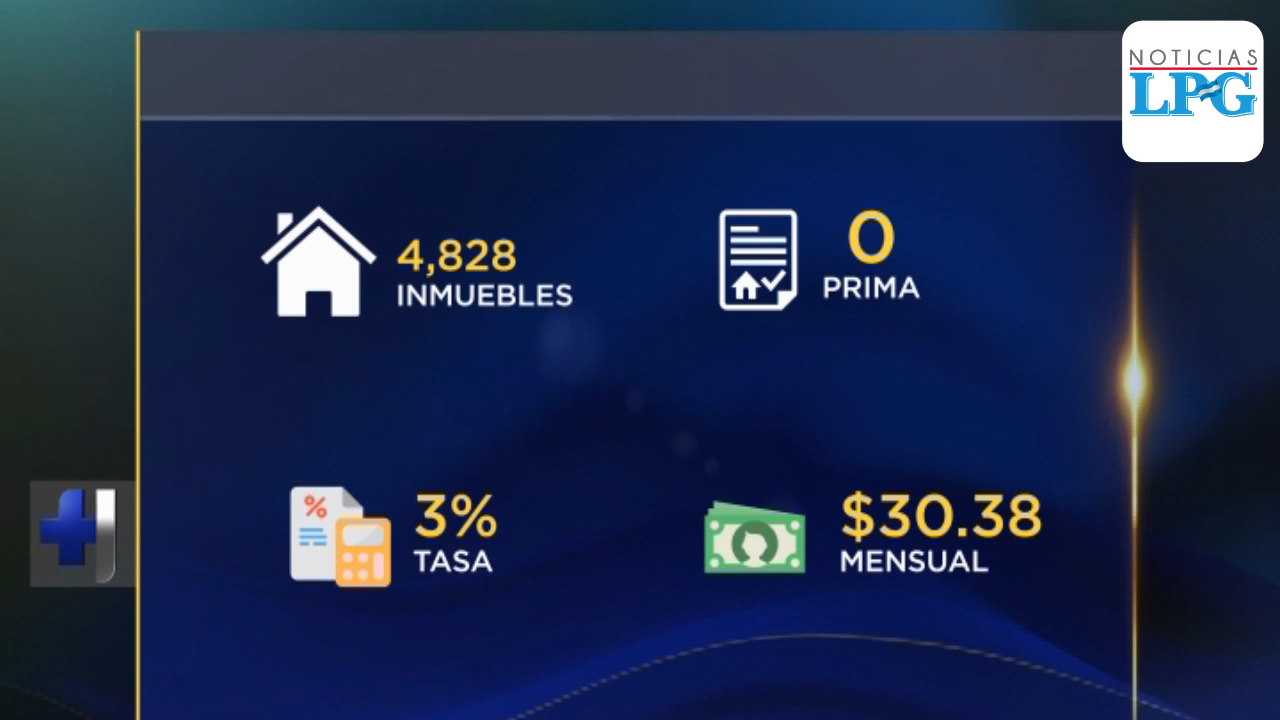 NOTICIAS
LPG
4,828
INMUEBLES
0
PRIMA
%
3%
TASA
$30.38
MENSUAL